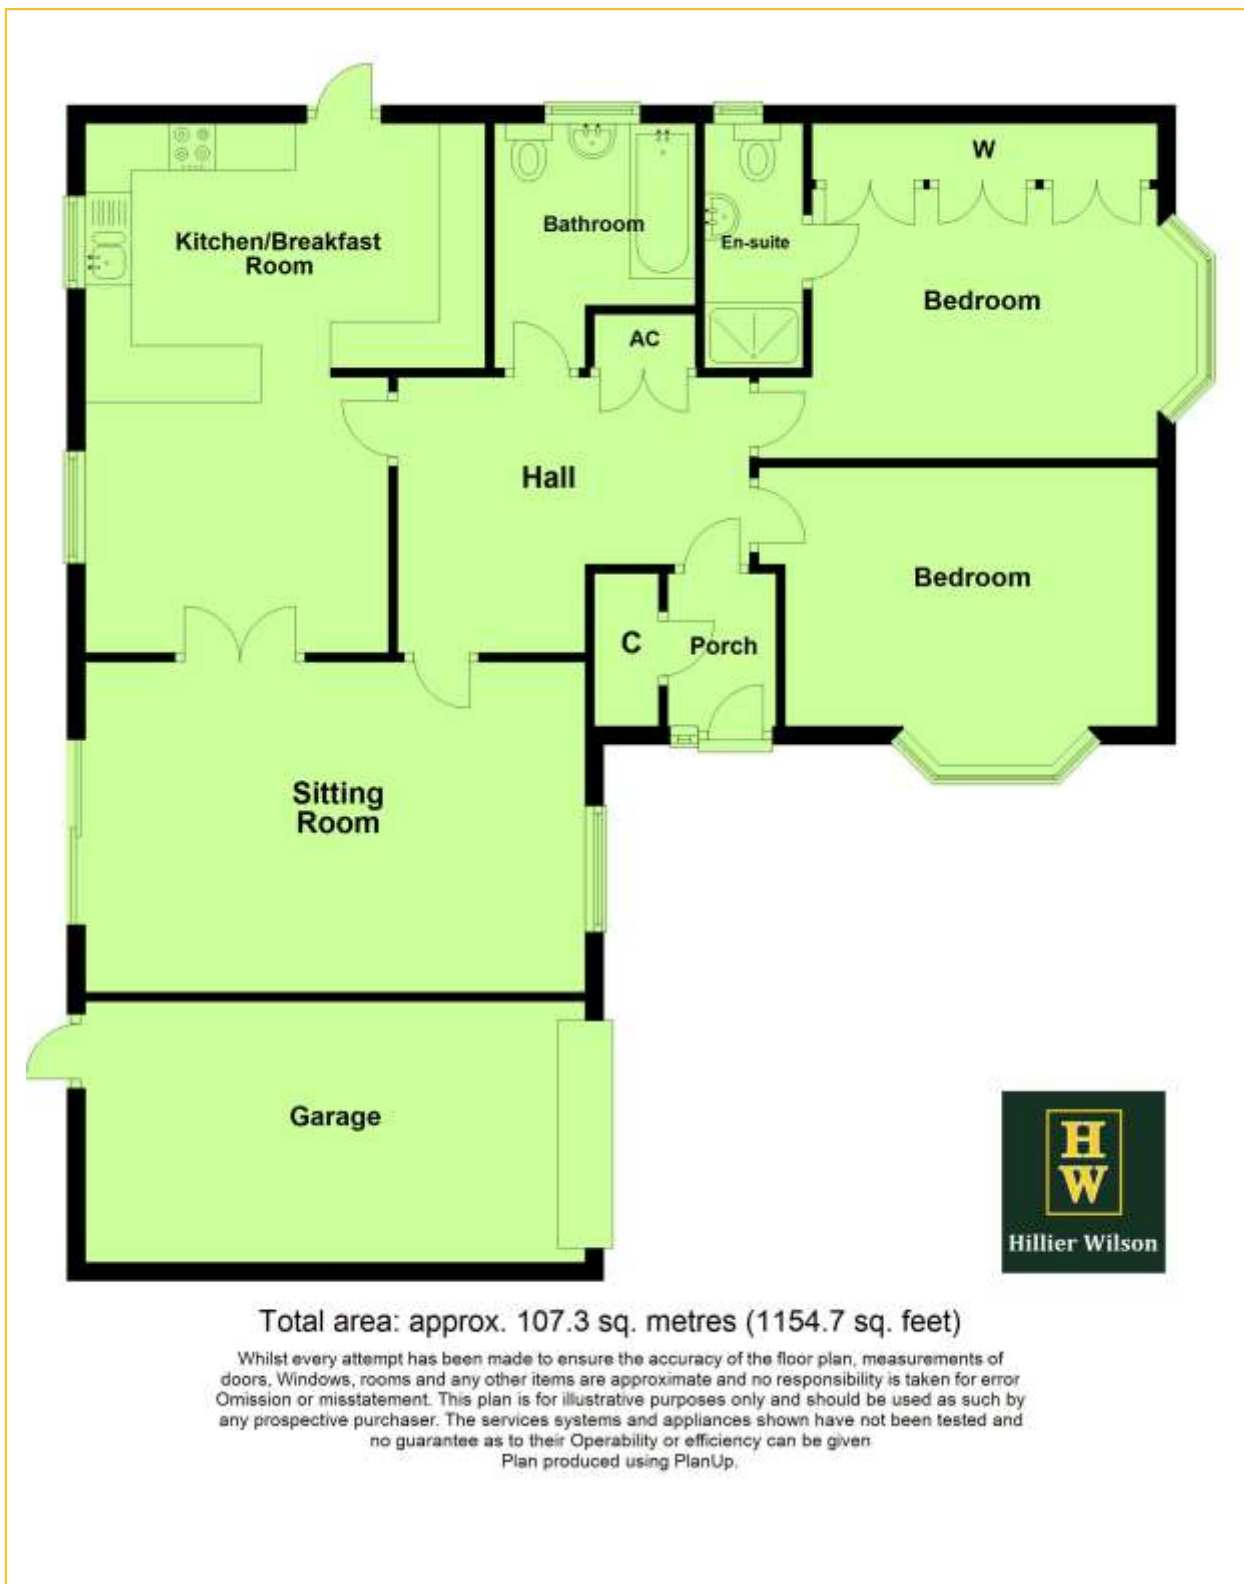 W
Kitchen/Breakfast
Room
Bathroom
En-suite
Bedroom
AC
Hall
Bedroom
C
Porch
Sitting
Room
Garage
H
W
Hillier Wilson
Total area: approx. 107.3 sq. metres (1154.7 sq. feet)
Whilst every attempt has been made to ensure the accuracy of the floor plan, measurements of
doors, Windows, rooms and any other items are approximate and no responsibility is taken for error
Omission or misstatement. This plan is for illustrative purposes only and should be used as such by
any prospective purchaser. The services systems and appliances shown have not been tested and
no guarantee as to their Operability or efficiency can be given
Plan produced using PlanUp.